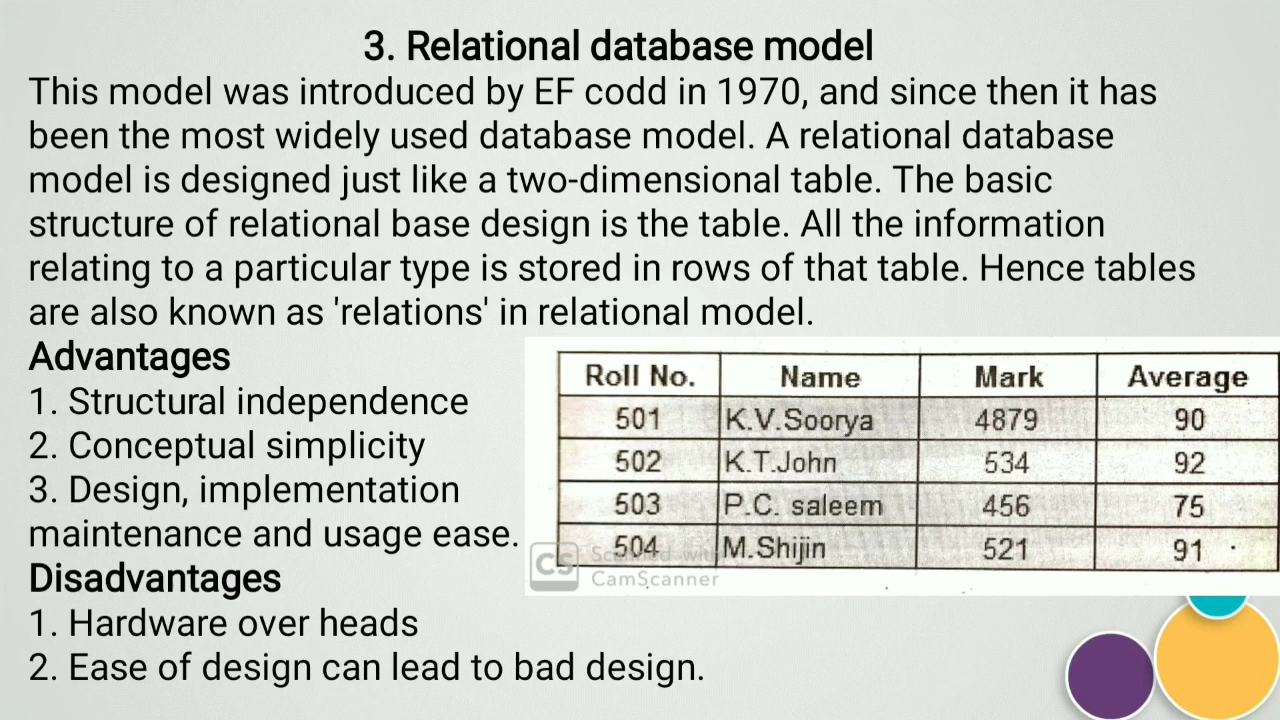 3. Relational database model
This model was introduced by EF codd in 1970, and since then it has
been the most widely used database model. A relational database
model is designed just like a two-dimensional table. The basic
structure of relational base design is the table. All the information
relating to a particular type is stored in rows of that table. Hence tables
are also known as 'relations' in relational model.
Advantages
1. Structural independence
2. Conceptual simplicity
3. Design, implementation
maintenance and usage ease.
Disadvantages
1. Hardware over heads
2. Ease of design can lead to bad design.
Roll No. Name Mark Average
501 K.V.Soorya 4879 90
502 K.T.John 534 92
503 P.C. saleem 456 75
504 M.Shijin 521 91
CS Scanned with
CamScanner